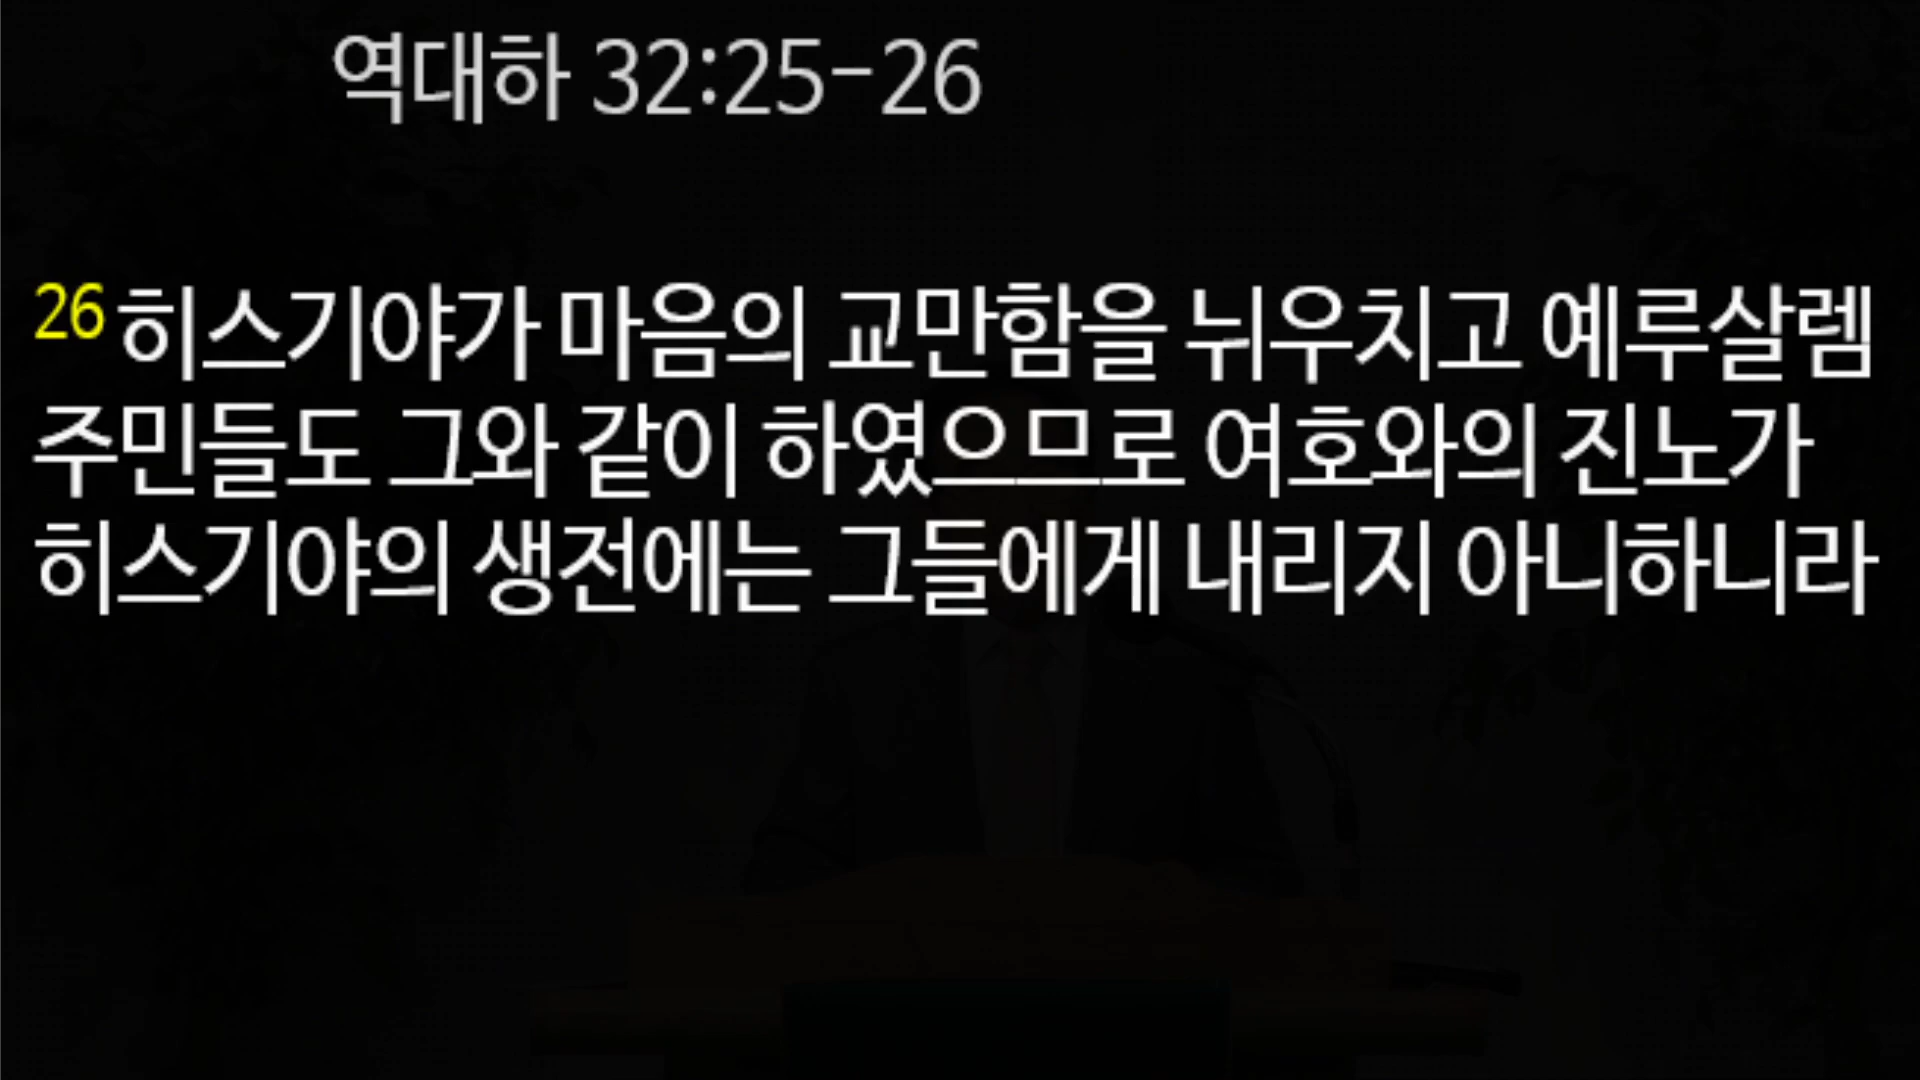 역대하 32:25-26
26 히스기야가 마음의 교만함을 뉘우치고 예루살렘
주민들도 그와 같이 하였으므로 여호와의 진노가
히스기야의 생전에는 그들에게 내리지 아니하니라